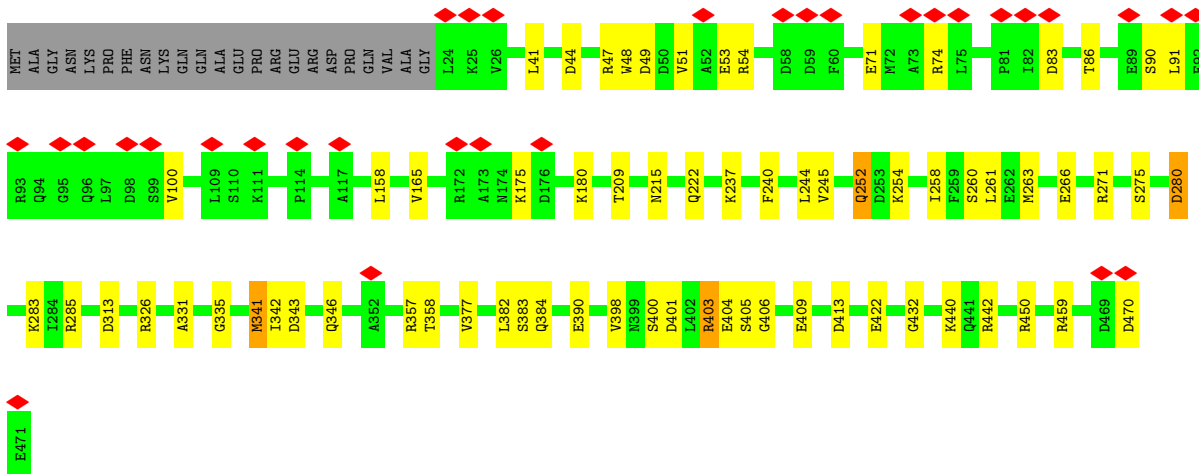 MET ALA GLY ASN LYS PRO PHE ASN LYS GLN GLN ALA GLU PRO ARG GLU ARG ASP PRO GLN VAL ALA GLY L24 K25 V26 L41 D44 R47 W48 D49 D50 V51 A52 E53 R54 D58 D59 F60 E71 M72 A73 R74 L75 P81 I82 D83 T86 E89 S90 L91 E92
R93 Q94 G95 Q96 L97 D98 S99 V100 L109 S110 K111 P114 A117 L158 V165 R172 A173 N174 K175 D176 K180 T209 N215 Q222 K237 F240 L244 V245 Q252 D253 K254 I258 F259 S260 L261 E262 M263 E266 R271 S275 D280
K283 I284 R285 D313 R326 A331 G335 M341 I342 D343 Q346 A352 R357 T358 V377 L382 S383 Q384 E390 V398 N399 S400 D401 L402 R403 E404 S405 G406 E409 D413 E422 G432 K440 Q441 R442 R450 R459 D469 D470
E471